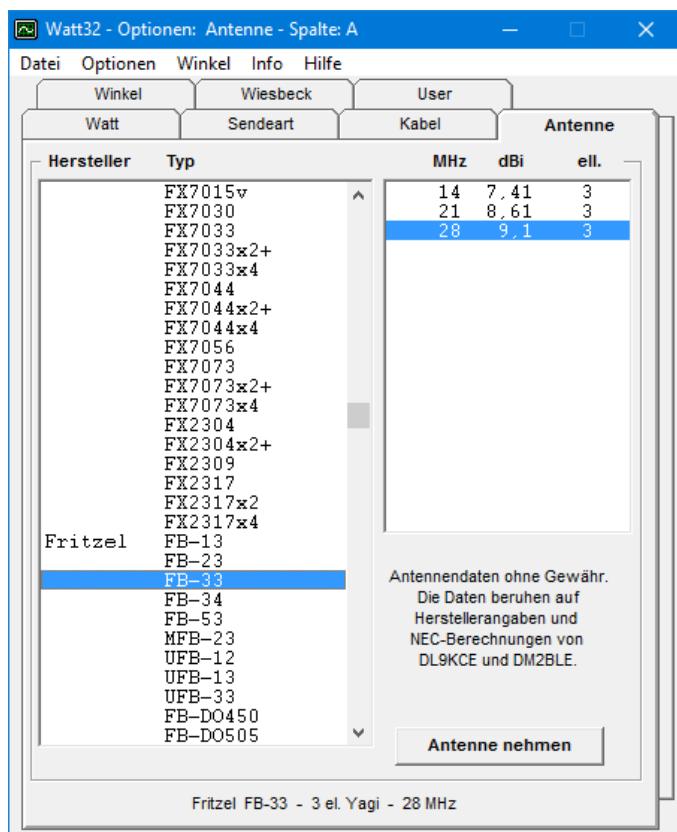 Watt32 - Optionen: Antenne - Spalte: A
Datei Optionen Winkel Info Hilfe
Winkel Wiesbeck User
Watt Sendeart Kabel Antenne
Hersteller Typ
FX7015v
FX7030
FX7033
FX7033x2+
FX7033x4
FX7044
FX7044x2+
FX7044x4
FX7056
FX7073
FX7073x2+
FX7073x4
FX2304
FX2304x2+
FX2309
FX2317
FX2317x2
FX2317x4
Fritzel FB-13
FB-23
FB-33
FB-34
FB-53
MFB-23
UFB-12
UFB-13
UFB-33
FB-DO450
FB-DO505
MHz dBi ell.
14 7,41 3
21 8,61 3
28 9,1 3
Antennendaten ohne Gewähr.
Die Daten beruhen auf
Herstellerangaben und
NEC-Berechnungen von
DL9KCE und DM2BLE.
Antenne nehmen
Fritzel FB-33 - 3 el. Yagi - 28 MHz